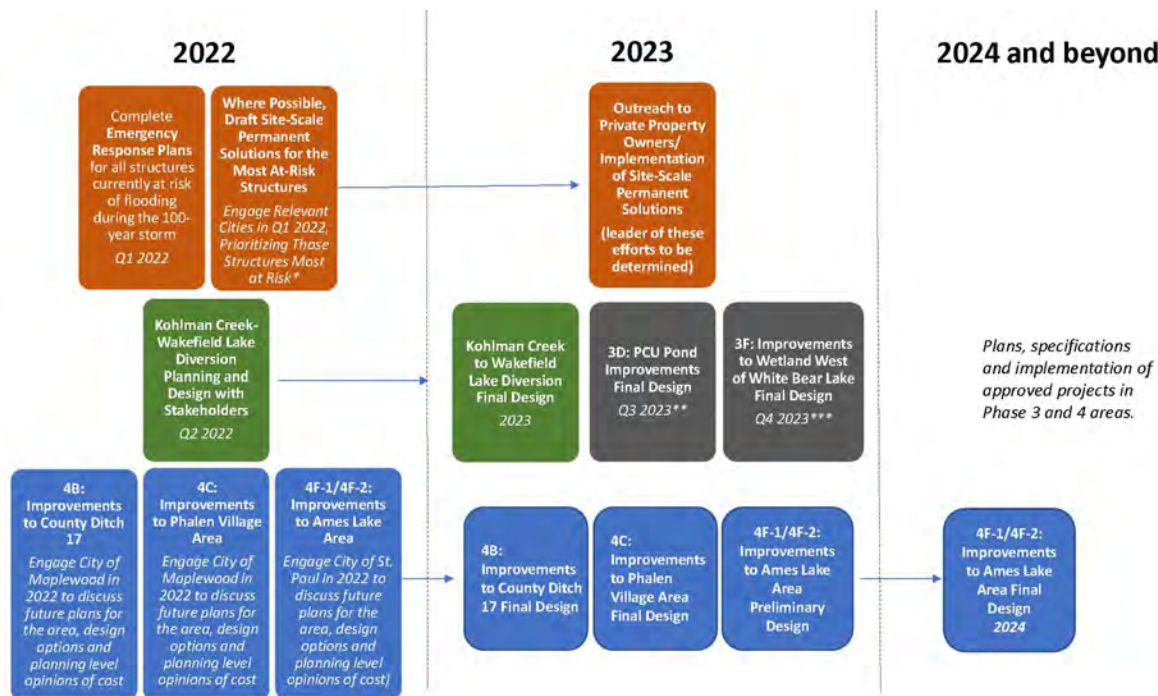 2022
2023
2024 and beyond
Complete
Emergency
Response Plans
for all structures
currently at risk
of flooding
during the 100-
year storm
Q1 2022
Where Possible,
Draft Site-Scale
Permanent
Solutions for the
Most At-Risk
Structures
Engage Relevant
Cities in Q1 2022,
Prioritizing Those
Structures Most
at Risk*
Outreach to
Private Property
Owners/
Implementation
of Site-Scale
Permanent
Solutions
(leader of these
efforts to be
determined)
Kohlman Creek-
Wakefield Lake
Diversion
Planning and
Design with
Stakeholders
Q2 2022
Kohlman Creek
to Wakefield
Lake Diversion
Final Design
2023
3D: PCU Pond
Improvements
Final Design
Q3 2023**
3F: Improvements
to Wetland West
of White Bear Lake
Final Design
Q4 2023***
Plans, specifications
and implementation of
approved projects in
Phase 3 and 4 areas.
4B:
Improvements
to County Ditch
17
Engage City of
Maplewood in
2022 to discuss
future plans for
the area, design
options and
planning level
opinions of cost
4C:
Improvements
to Phalen Village
Area
Engage City of
Maplewood in
2022 to discuss
future plans for
the area, design
options and
planning level
opinions of cost
4F-1/4F-2:
Improvements
to Ames Lake
Area
Engage City of St.
Paul in 2022 to
discuss future
plans for the
area, design
options and
planning level
opinions of cost)
4B:
Improvements
to County Ditch
17 Final Design
4C:
Improvements
to Phalen
Village Area
Final Design
4F-1/4F-2:
Improvements
to Ames Lake
Area
Preliminary
Design
4F-1/4F-2:
Improvements
to Ames Lake
Area Final
Design
2024